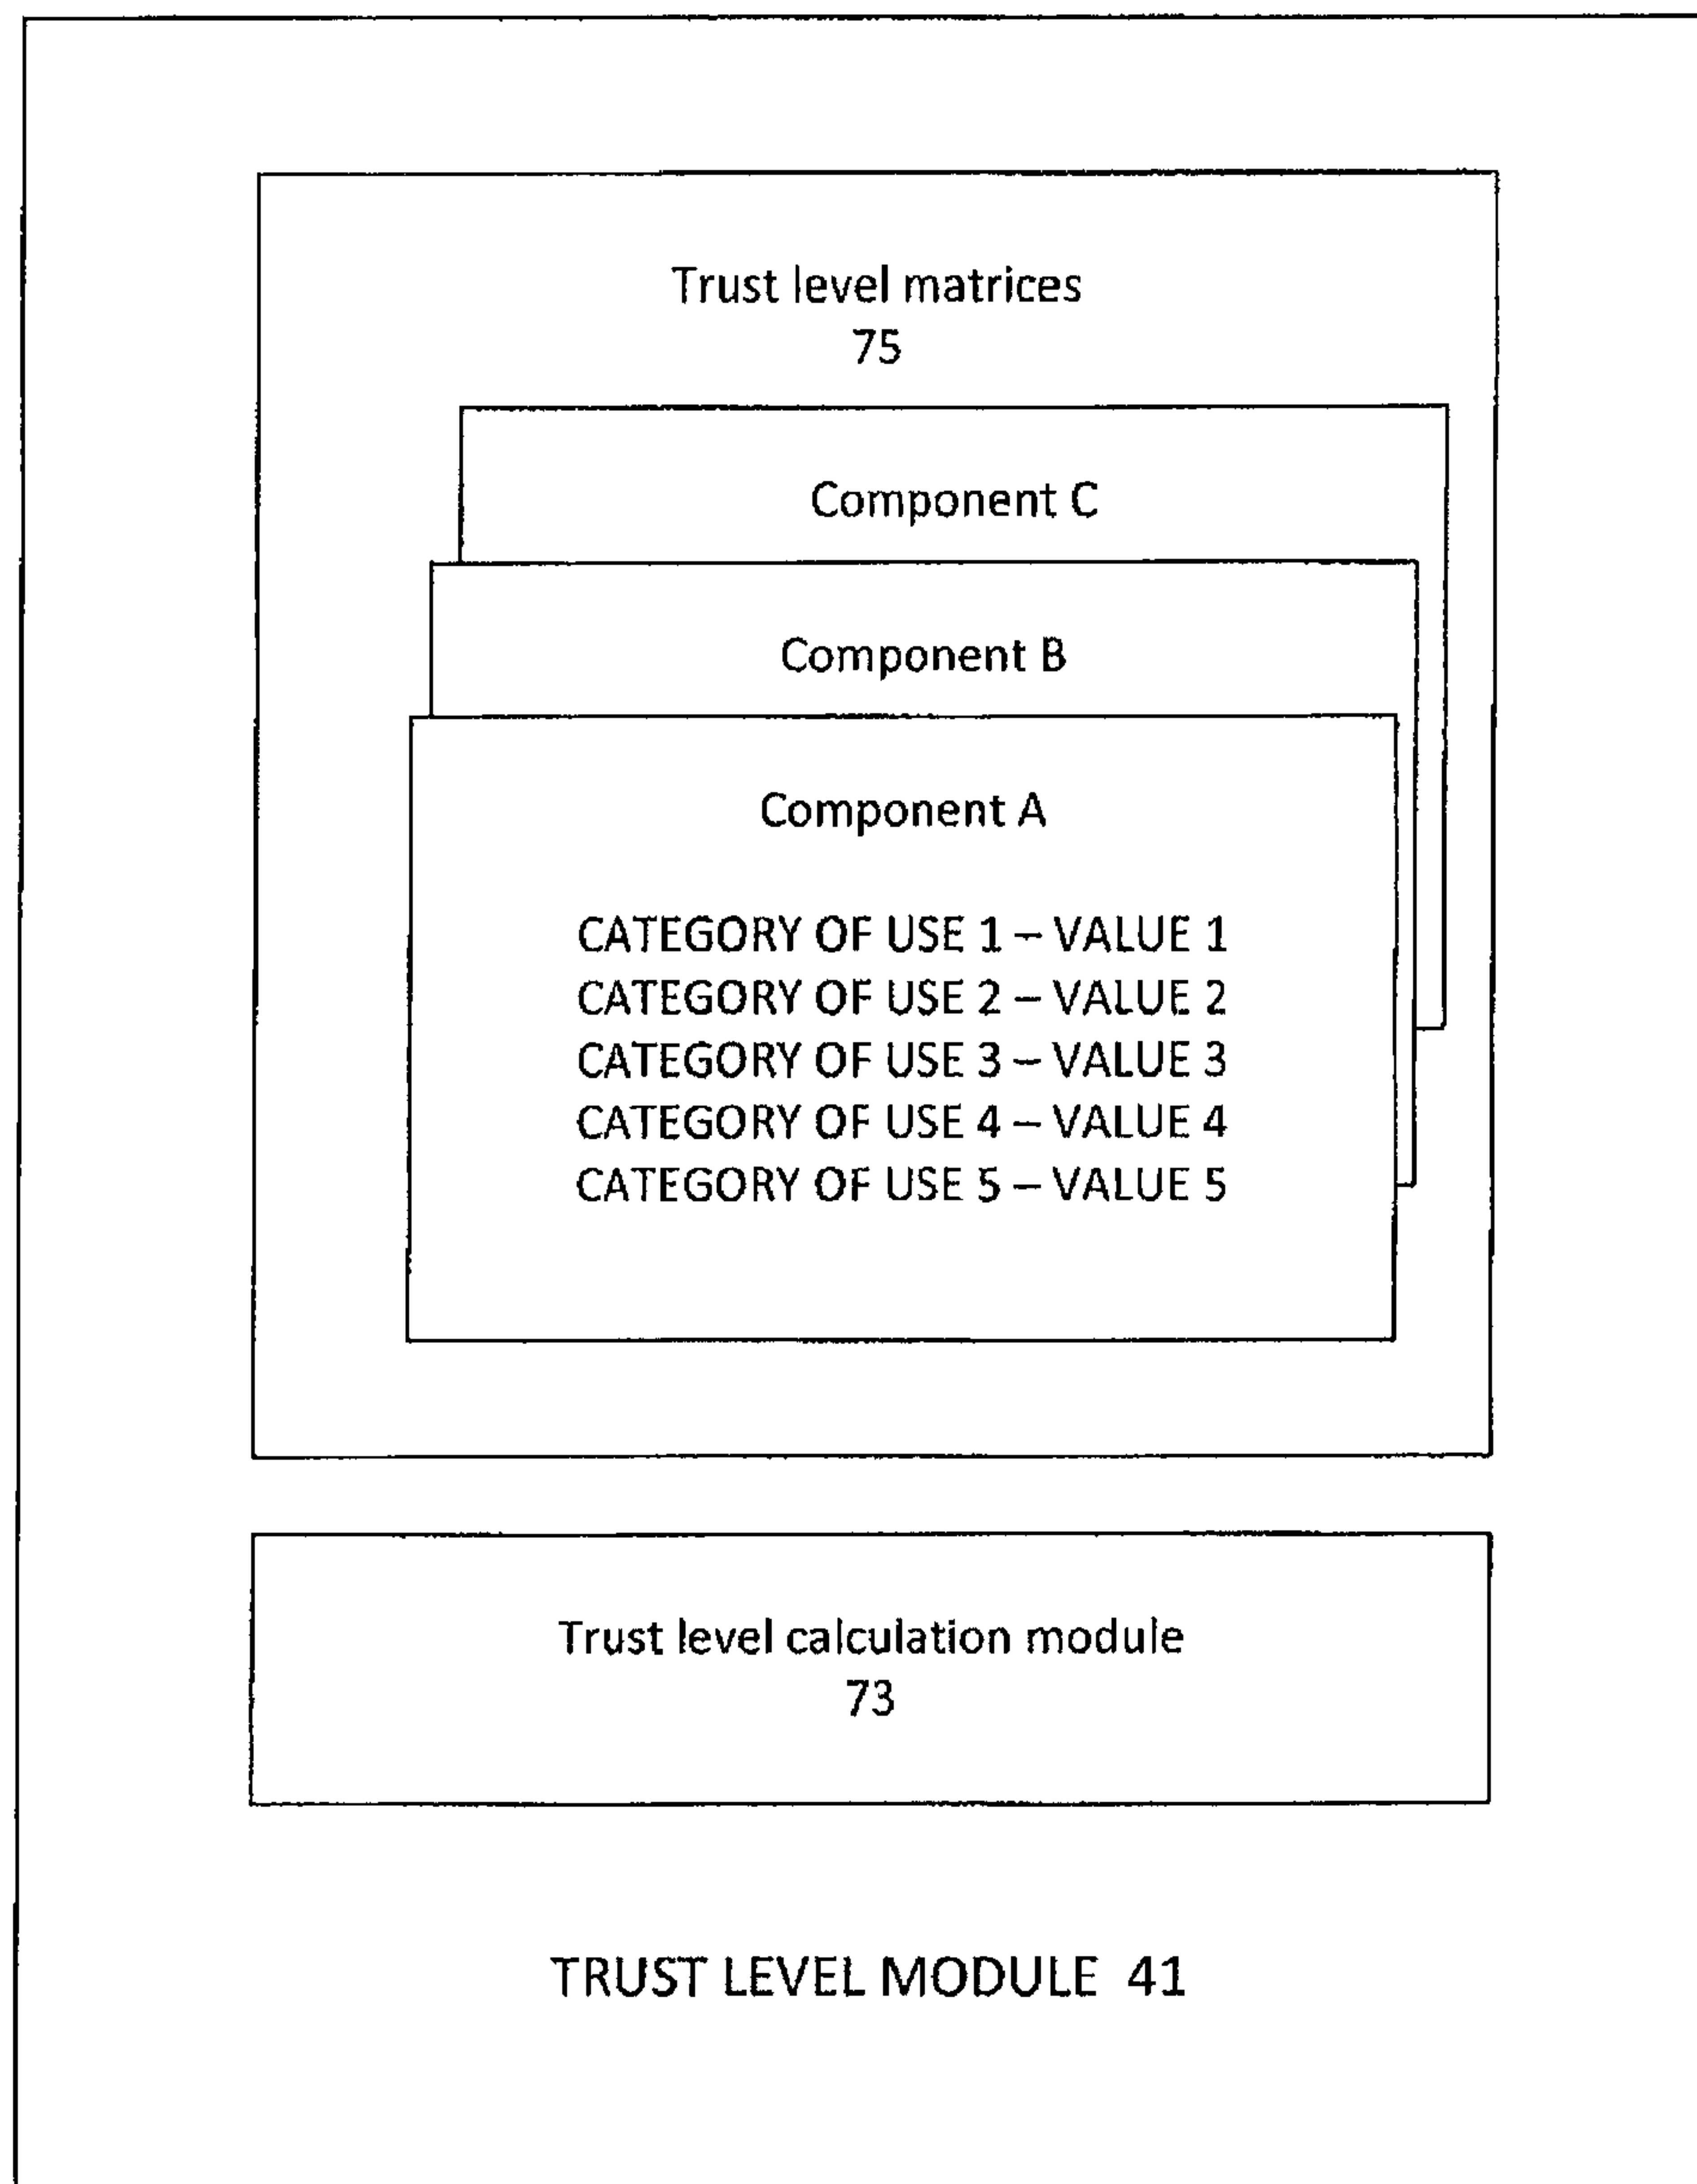 Trust level matrices
75
Component C
Component B
Component A
CATEGORY OF USE 1 – VALUE 1
CATEGORY OF USE 2 – VALUE 2
CATEGORY OF USE 3 – VALUE 3
CATEGORY OF USE 4 – VALUE 4
CATEGORY OF USE 5 – VALUE 5
Trust level calculation module
73
TRUST LEVEL MODULE 41